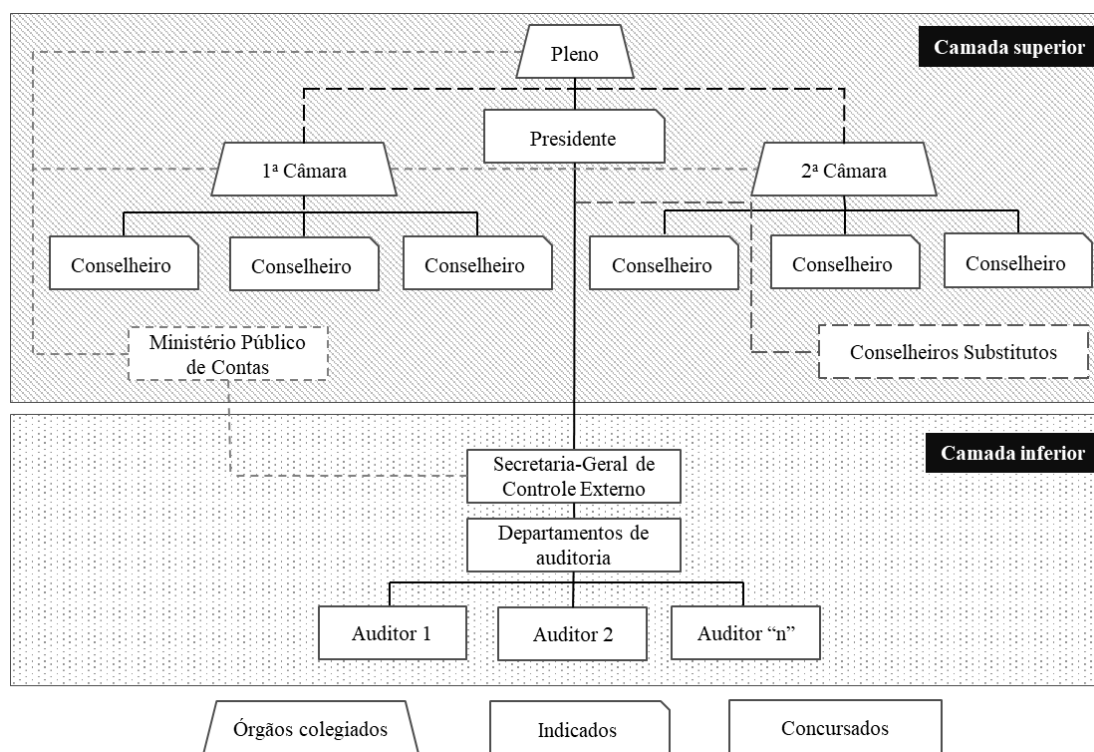 Camada superior
Pleno
Presidente
1ª Câmara
2ª Câmara
Conselheiro
Conselheiro
Conselheiro
Conselheiro
Conselheiro
Conselheiro
Ministério Público
de Contas
Conselheiros Substitutos
Camada inferior
Secretaria-Geral de
Controle Externo
Departamentos de
auditoria
Auditor 1
Auditor 2
Auditor “n”
Órgãos colegiados
Indicados
Concursados